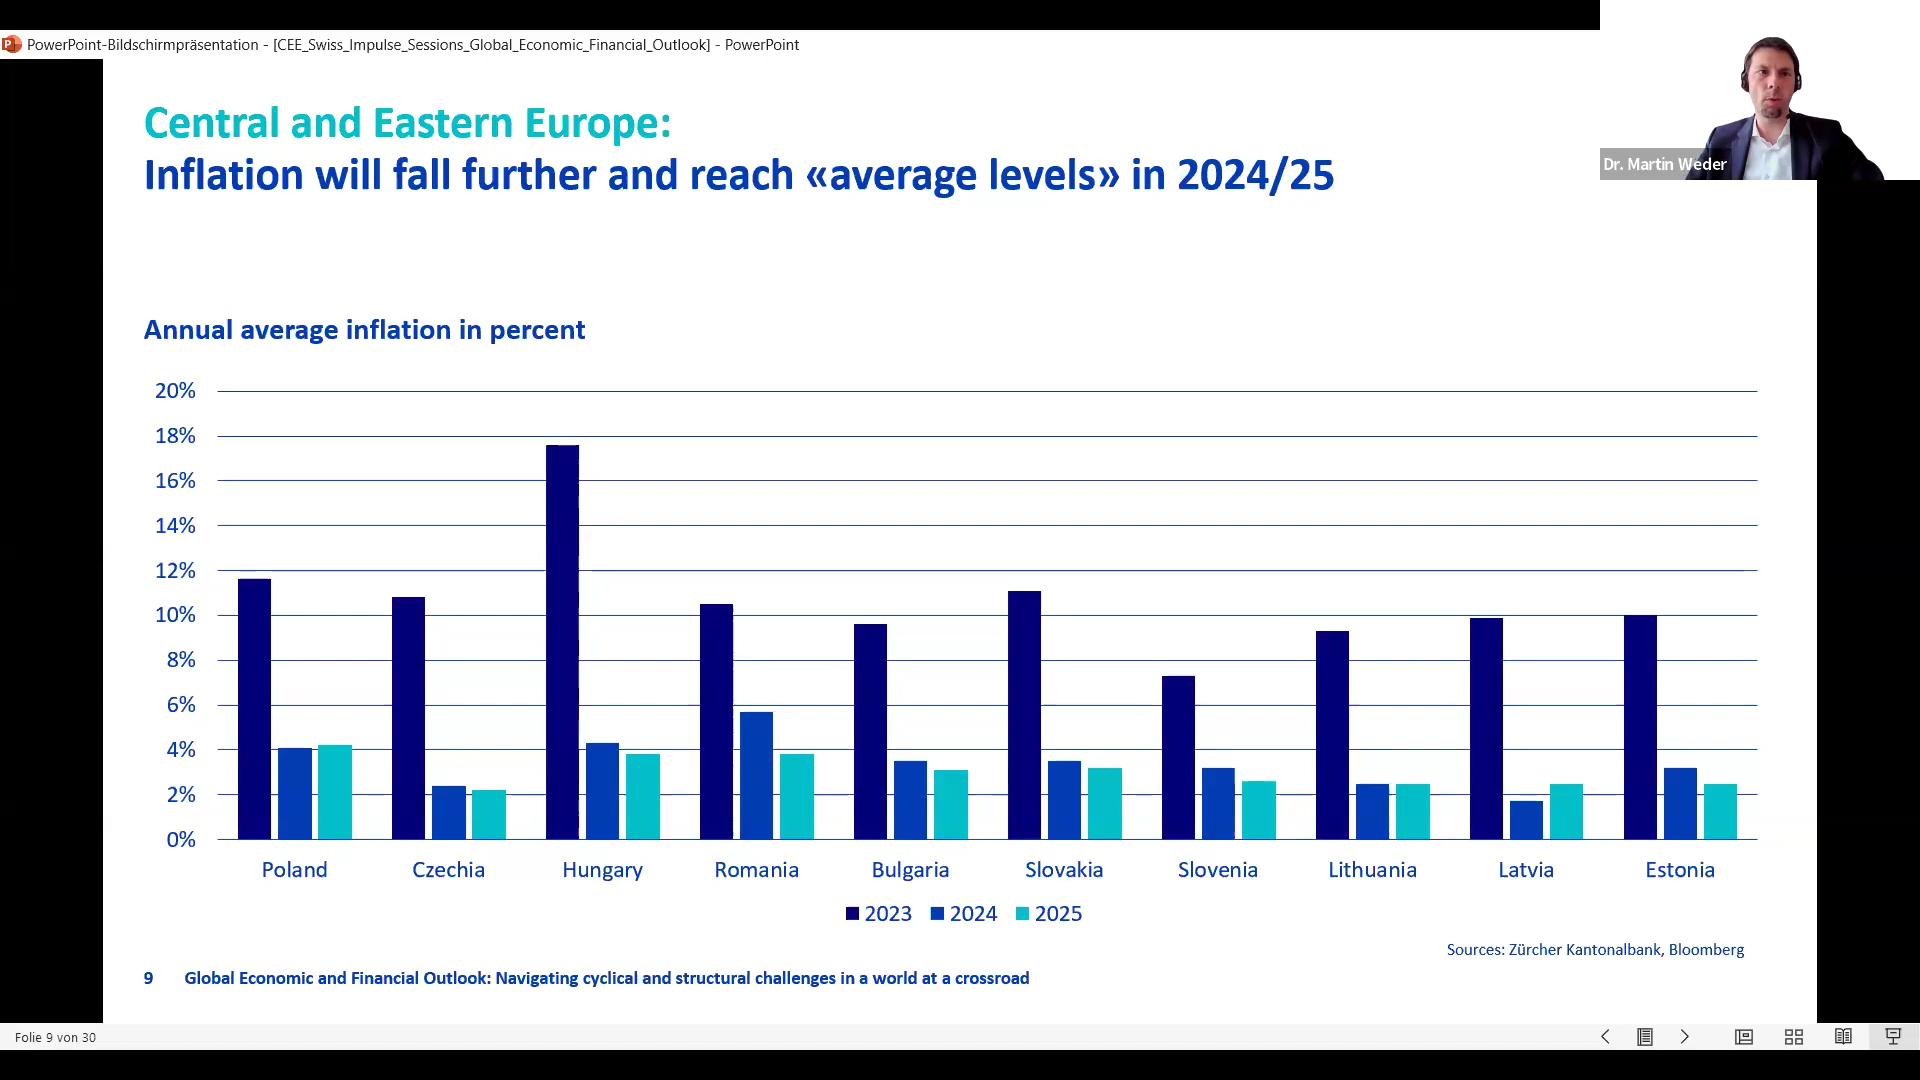 PowerPoint-Bildschirmpräsentation - [CEE_Swiss_Impulse_Sessions_Global_Economic_Financial_Outlook] - PowerPoint
Dr. Martin Weder
Central and Eastern Europe:
Inflation will fall further and reach «average levels» in 2024/25
Annual average inflation in percent
20%
18%
16%
14%
12%
10%
8%
6%
4%
2%
0%
Poland Czechia Hungary Romania Bulgaria Slovakia Slovenia Lithuania Latvia Estonia
2023 2024 2025
Sources: Zürcher Kantonalbank, Bloomberg
9 Global Economic and Financial Outlook: Navigating cyclical and structural challenges in a world at a crossroad
Folie 9 von 30